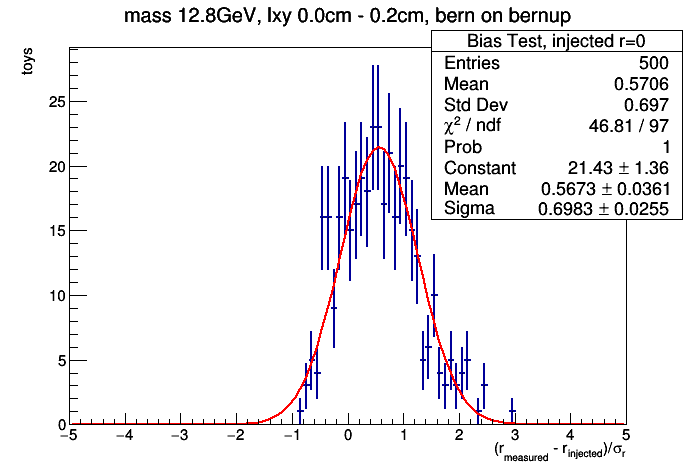 mass 12.8GeV, lxy 0.0cm - 0.2cm, bern on bernup
Bias Test, injected r=0
Entries 500
Mean 0.5706
Std Dev 0.697
χ² / ndf 46.81 / 97
Prob 1
Constant 21.43 ± 1.36
Mean 0.5673 ± 0.0361
Sigma 0.6983 ± 0.0255
toys
25
20
15
10
5
0
−5 −4 −3 −2 −1 0 1 2 3 4 5
(r_measured - r_injected)/σ_r